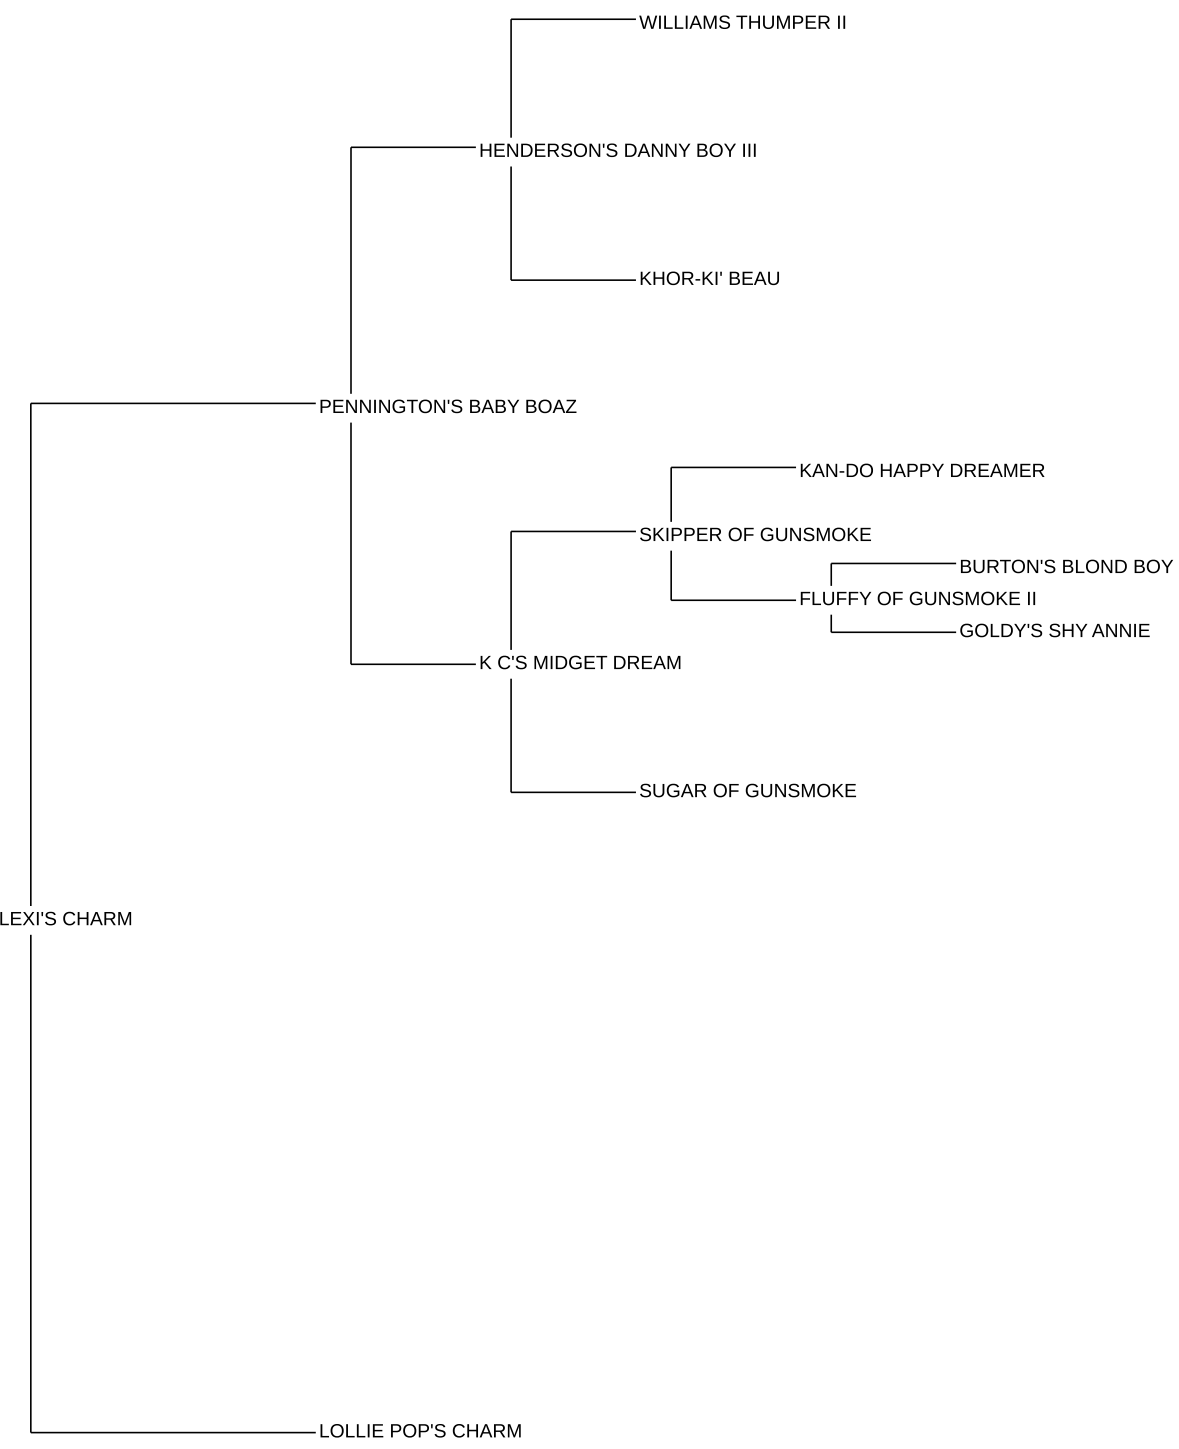 WILLIAMS THUMPER II
HENDERSON'S DANNY BOY III
KHOR-KI' BEAU
PENNINGTON'S BABY BOAZ
KAN-DO HAPPY DREAMER
SKIPPER OF GUNSMOKE
BURTON'S BLOND BOY
FLUFFY OF GUNSMOKE II
GOLDY'S SHY ANNIE
K C'S MIDGET DREAM
SUGAR OF GUNSMOKE
LEXI'S CHARM
LOLLIE POP'S CHARM